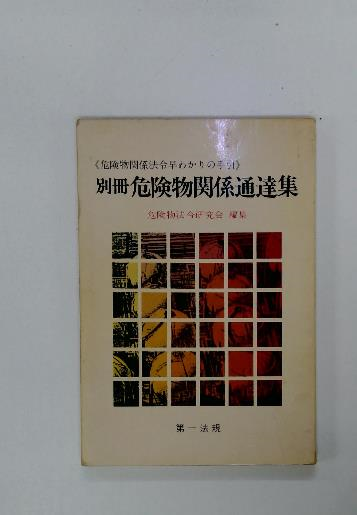 《危険物関係法令早わかりの手引》
別冊危険物関係通達集
危険物法令研究会 編集
第一法規